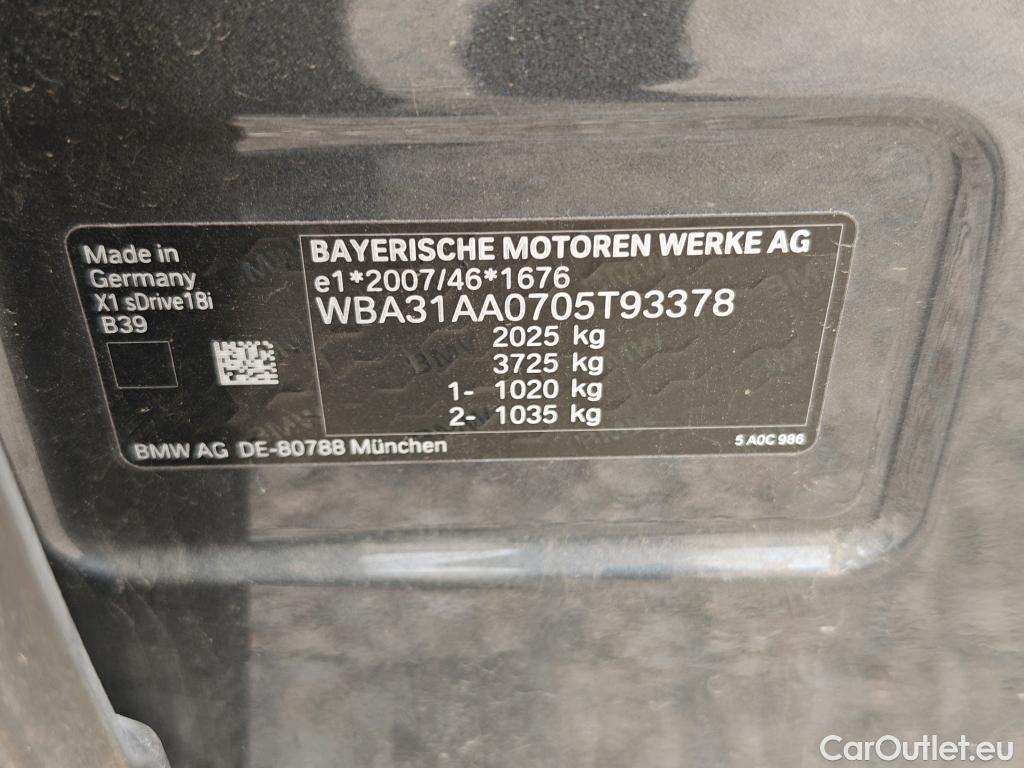 Made in
Germany
X1 sDrive18i
B39
BAYERISCHE MOTOREN WERKE AG
e1*2007/46*1676
WBA31AA0705T93378
2025 kg
3725 kg
1- 1020 kg
2- 1035 kg
BMW AG DE-80788 München
5 A0C 986
CarOutlet.eu